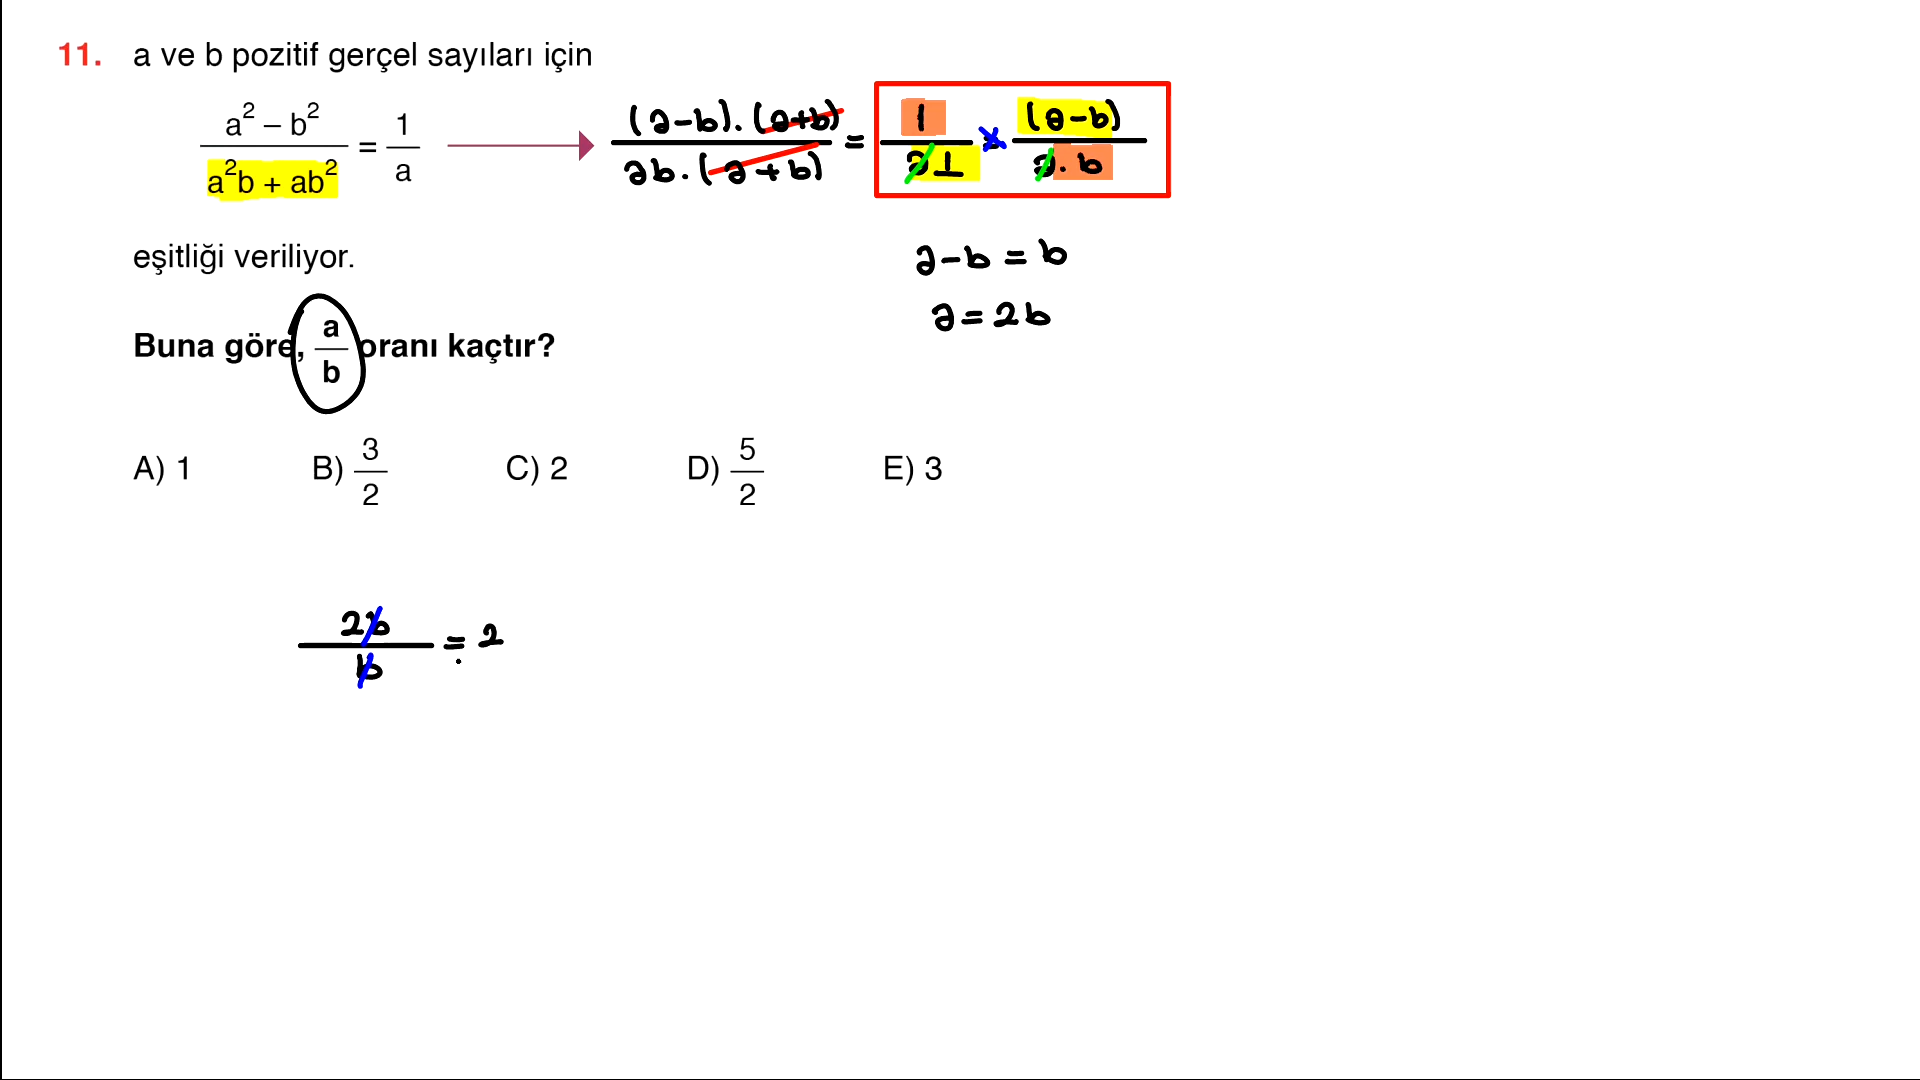 11. a ve b pozitif gerçel sayıları için
a² – b² / a²b + ab² = 1 / a
(a-b).(a+b) / ab.(a+b) = 1 / a1 × (a-b) / a.b
a-b = b
eşitliği veriliyor.
a = 2b
Buna göre, a / b oranı kaçtır?
A) 1 B) 3 / 2 C) 2 D) 5 / 2 E) 3
2b / b = 2